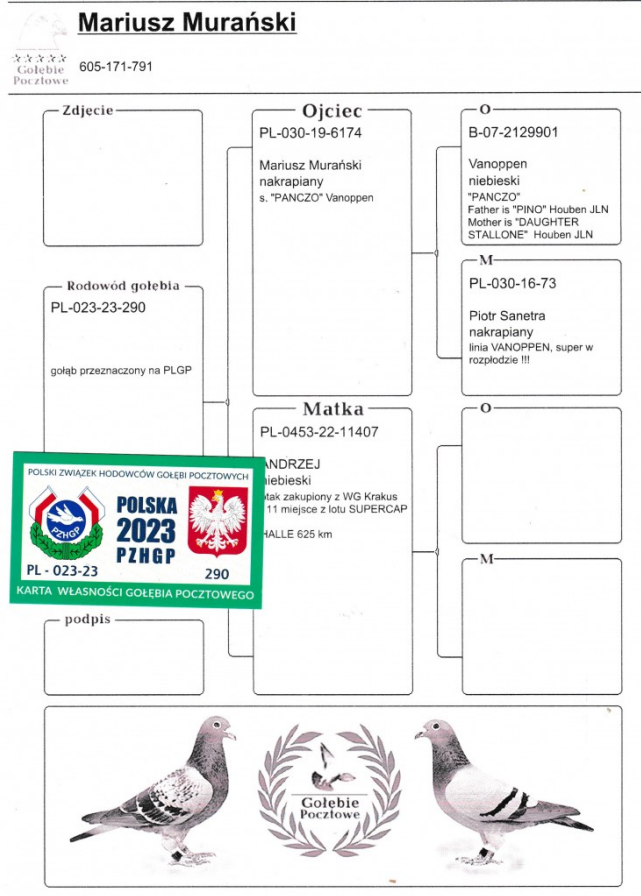 Mariusz Murański
Gołębie
Pocztowe
605-171-791
Zdjęcie
Rodowód gołębia
PL-023-23-290
gołąb przeznaczony na PLGP
Ojciec
PL-030-19-6174
Mariusz Murański
nakrapiany
s. "PANCZO" Vanoppen
O
B-07-2129901
Vanoppen
niebieski
"PANCZO"
Father is "PINO" Houben JLN
Mother is "DAUGHTER
STALLONE" Houben JLN
M
PL-030-16-73
Piotr Sanetra
nakrapiany
linia VANOPPEN, super w
rozpłodzie !!!
Matka
PL-0453-22-11407
ANDRZEJ
niebieski
ptak zakupiony z WG Krakus
11 miejsce z lotu SUPERCAP
HALLE 625 km
O
M
POLSKI ZWIĄZEK HODOWCÓW GOŁĘBI POCZTOWYCH
PZHGP
POLSKA
2023
PZHGP
PL - 023-23
290
KARTA WŁASNOŚCI GOŁĘBIA POCZTOWEGO
podpis
Gołębie
Pocztowe